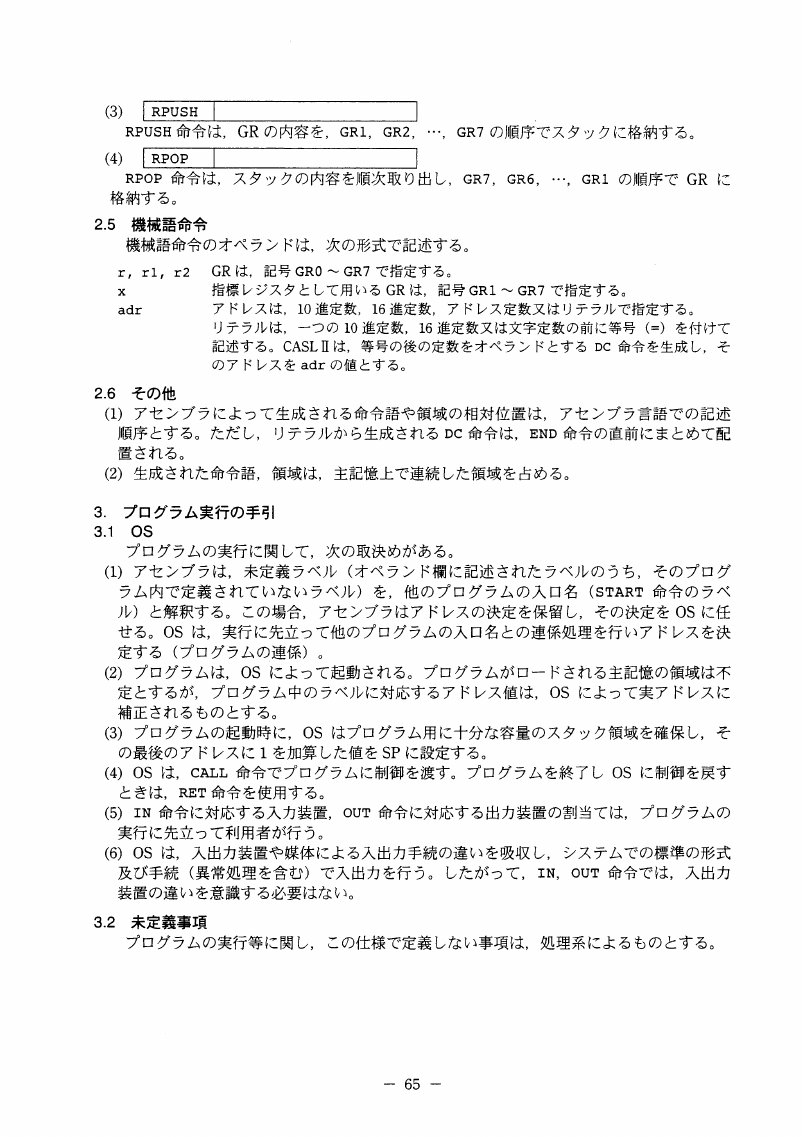 (3) RPUSH
RPUSH 命令は，GR の内容を，GR1，GR2，…，GR7 の順序でスタックに格納する。
(4) RPOP
RPOP 命令は，スタックの内容を順次取り出し，GR7，GR6，…，GR1 の順序で GR に
格納する。
2.5 機械語命令
機械語命令のオペランドは，次の形式で記述する。
r, r1, r2 GR は，記号 GR0 ～ GR7 で指定する。
x 指標レジスタとして用いる GR は，記号 GR1 ～ GR7 で指定する。
adr アドレスは，10 進定数，16 進定数，アドレス定数又はリテラルで指定する。
リテラルは，一つの 10 進定数，16 進定数又は文字定数の前に等号（=）を付けて
記述する。CASLⅡは，等号の後の定数をオペランドとする DC 命令を生成し，そ
のアドレスを adr の値とする。
2.6 その他
(1) アセンブラによって生成される命令語や領域の相対位置は，アセンブラ言語での記述
順序とする。ただし，リテラルから生成される DC 命令は，END 命令の直前にまとめて配
置される。
(2) 生成された命令語，領域は，主記憶上で連続した領域を占める。
3. プログラム実行の手引
3.1 OS
プログラムの実行に関して，次の取決めがある。
(1) アセンブラは，未定義ラベル（オペランド欄に記述されたラベルのうち，そのプログ
ラム内で定義されていないラベル）を，他のプログラムの入口名（START 命令のラベ
ル）と解釈する。この場合，アセンブラはアドレスの決定を保留し，その決定を OS に任
せる。OS は，実行に先立って他のプログラムの入口名との連係処理を行いアドレスを決
定する（プログラムの連係）。
(2) プログラムは，OS によって起動される。プログラムがロードされる主記憶の領域は不
定とするが，プログラム中のラベルに対応するアドレス値は，OS によって実アドレスに
補正されるものとする。
(3) プログラムの起動時に，OS はプログラム用に十分な容量のスタック領域を確保し，そ
の最後のアドレスに 1 を加算した値を SP に設定する。
(4) OS は，CALL 命令でプログラムに制御を渡す。プログラムを終了し OS に制御を戻す
ときは，RET 命令を使用する。
(5) IN 命令に対応する入力装置，OUT 命令に対応する出力装置の割当ては，プログラムの
実行に先立って利用者が行う。
(6) OS は，入出力装置や媒体による入出力手続の違いを吸収し，システムでの標準の形式
及び手続（異常処理を含む）で入出力を行う。したがって，IN，OUT 命令では，入出力
装置の違いを意識する必要はない。
3.2 未定義事項
プログラムの実行等に関し，この仕様で定義しない事項は，処理系によるものとする。
－ 65 －